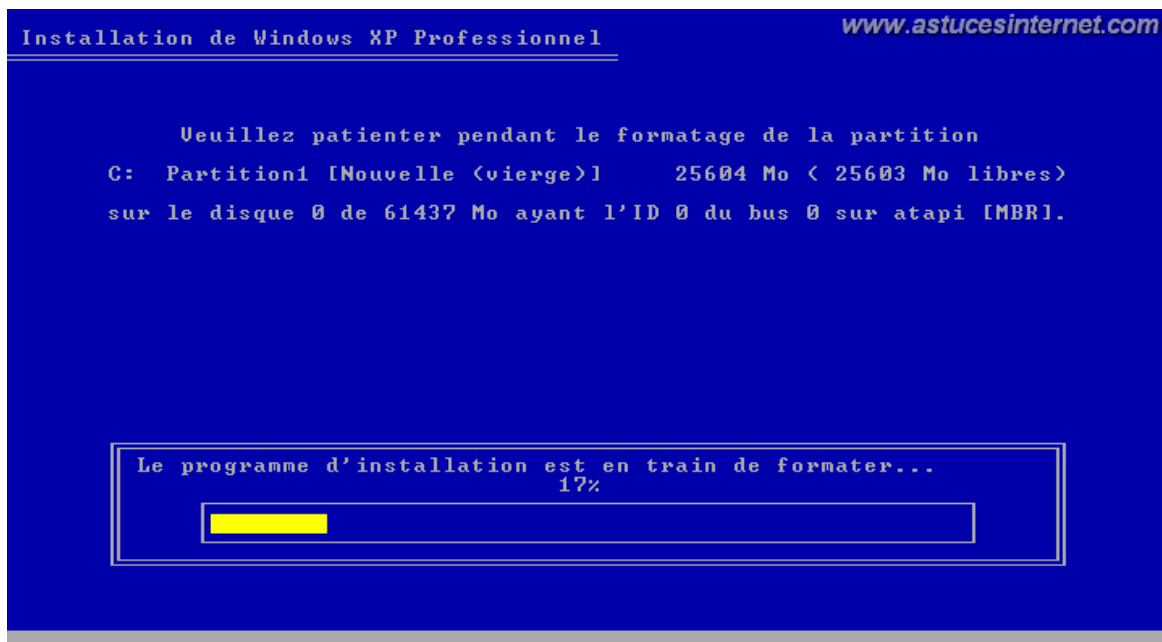 Installation de Windows XP Professionnel
www.astucesinternet.com
Veuillez patienter pendant le formatage de la partition
C: Partition1 [Nouvelle (vierge)] 25604 Mo ( 25603 Mo libres)
sur le disque 0 de 61437 Mo ayant l'ID 0 du bus 0 sur atapi [MBR].
Le programme d'installation est en train de formater...
17%